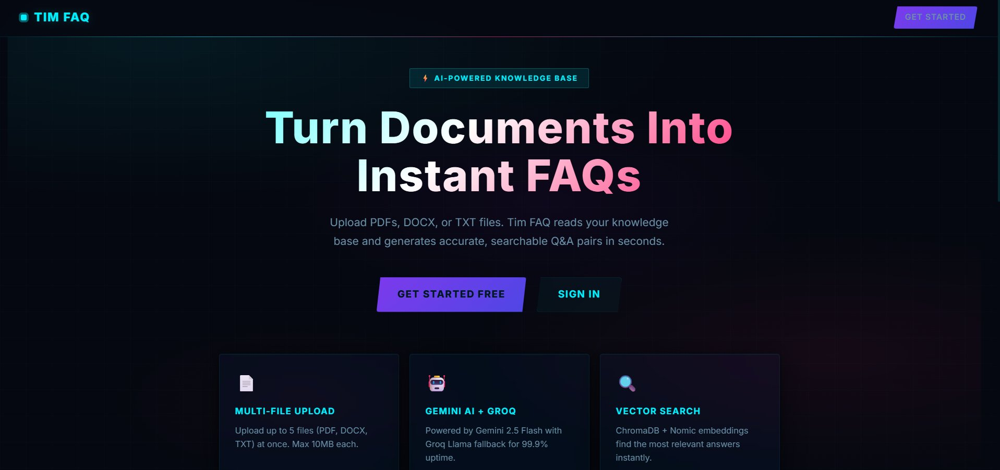 TIM FAQ
GET STARTED
AI-POWERED KNOWLEDGE BASE
Turn Documents Into
Instant FAQs
Upload PDFs, DOCX, or TXT files. Tim FAQ reads your knowledge
base and generates accurate, searchable Q&A pairs in seconds.
GET STARTED FREE
SIGN IN
MULTI-FILE UPLOAD
Upload up to 5 files (PDF, DOCX,
TXT) at once. Max 10MB each.
GEMINI AI + GROQ
Powered by Gemini 2.5 Flash with
Groq Llama fallback for 99.9%
uptime.
VECTOR SEARCH
ChromaDB + Nomic embeddings
find the most relevant answers
instantly.